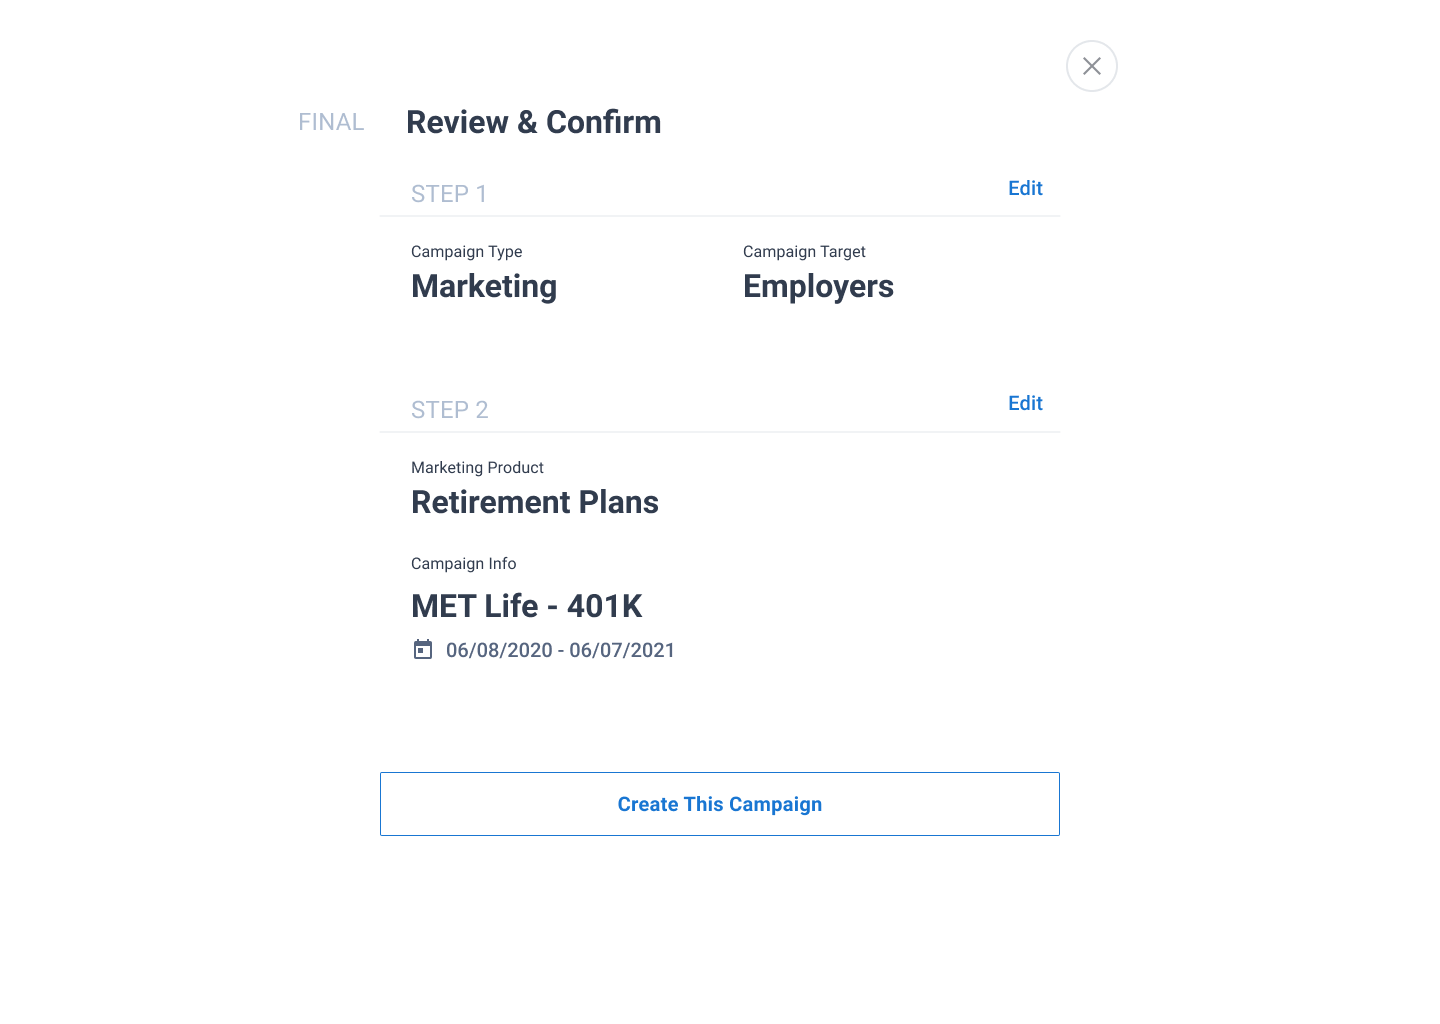 FINAL Review & Confirm
STEP 1 Edit
Campaign Type Campaign Target
Marketing Employers
STEP 2 Edit
Marketing Product
Retirement Plans
Campaign Info
MET Life - 401K
06/08/2020 - 06/07/2021
Create This Campaign